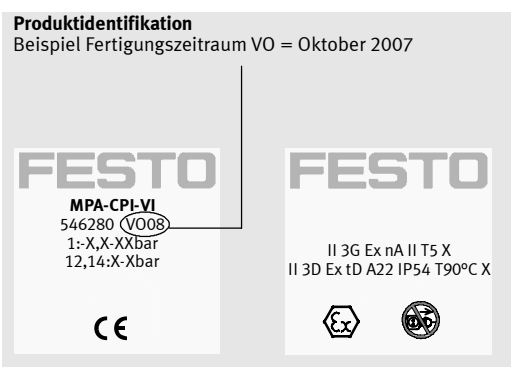 Produktidentifikation
Beispiel Fertigungszeitraum VO = Oktober 2007
FESTO
MPA-CPI-VI
546280 VO08
1:-X,X-XXbar
12,14:X-Xbar
CE
FESTO
II 3G Ex nA II T5 X
II 3D Ex tD A22 IP54 T90°C X
Ex